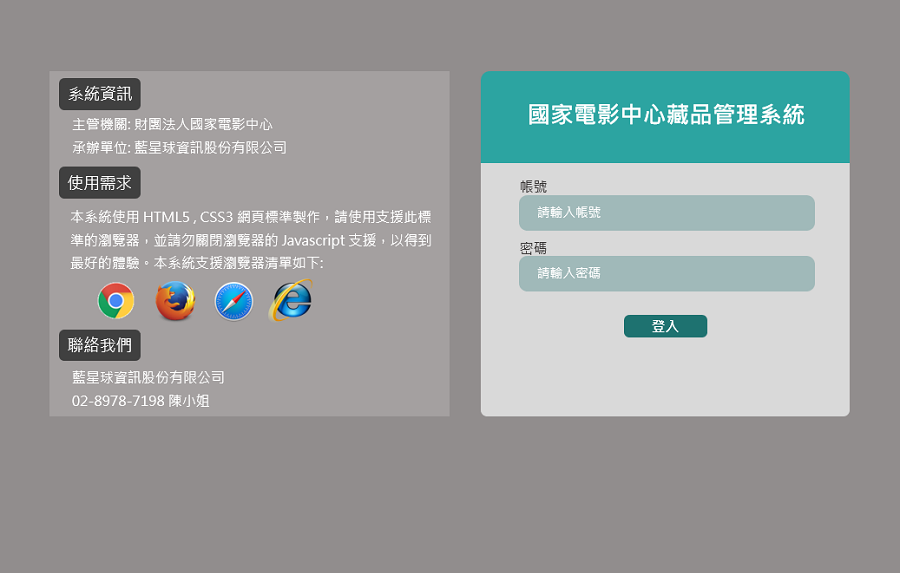 系統資訊
主管機關: 財團法人國家電影中心
承辦單位: 藍星球資訊股份有限公司
使用需求
本系統使用 HTML5 , CSS3 網頁標準製作，請使用支援此標
準的瀏覽器，並請勿關閉瀏覽器的 Javascript 支援，以得到
最好的體驗。本系統支援瀏覽器清單如下:
聯絡我們
藍星球資訊股份有限公司
02-8978-7198 陳小姐
國家電影中心藏品管理系統
帳號
請輸入帳號
密碼
請輸入密碼
登入